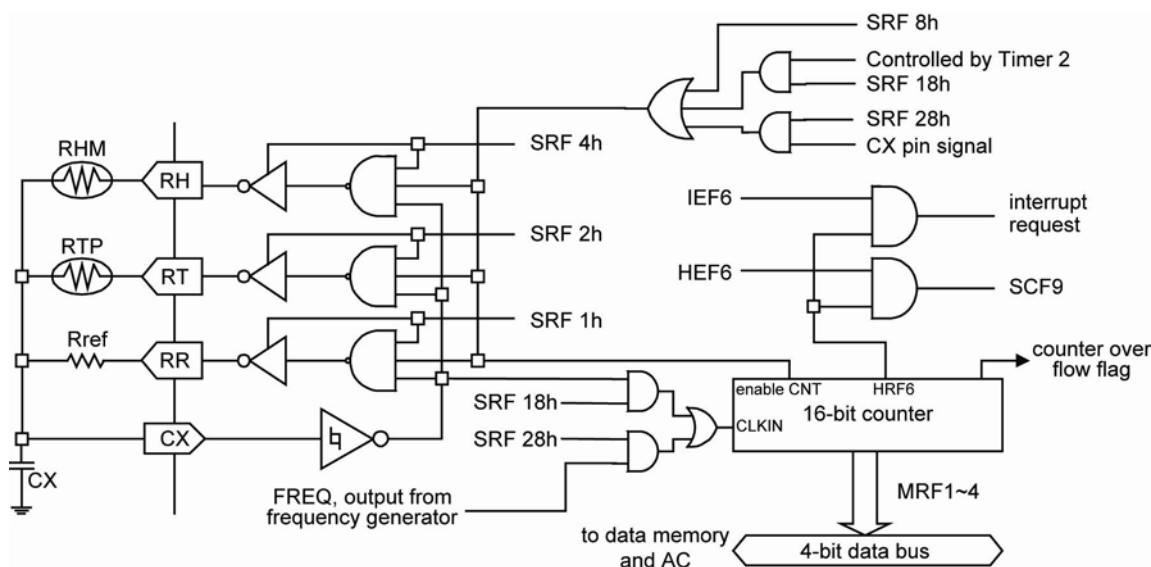 SRF 8h
Controlled by Timer 2
SRF 18h
SRF 28h
CX pin signal
SRF 4h
RHM
RH
IEF6
interrupt
request
SRF 2h
RTP
RT
HEF6
SCF9
SRF 1h
Rref
RR
counter over
flow flag
enable CNT
HRF6
16-bit counter
CLKIN
SRF 18h
SRF 28h
CX
CX
FREQ, output from
frequency generator
MRF1~4
to data memory
and AC
4-bit data bus